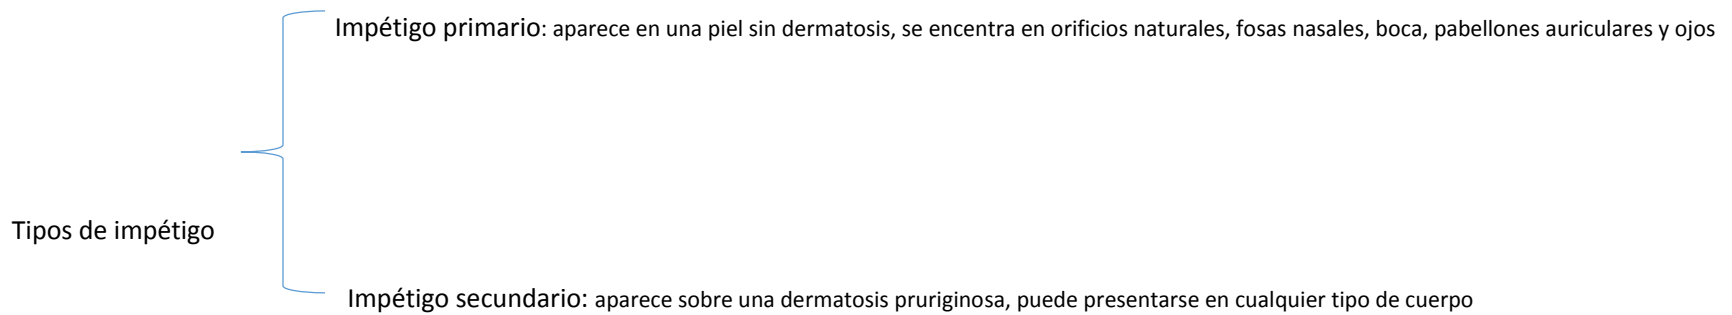 Impétigo primario: aparece en una piel sin dermatosis, se encentra en orificios naturales, fosas nasales, boca, pabellones auriculares y ojos
Tipos de impétigo
Impétigo secundario: aparece sobre una dermatosis pruriginosa, puede presentarse en cualquier tipo de cuerpo